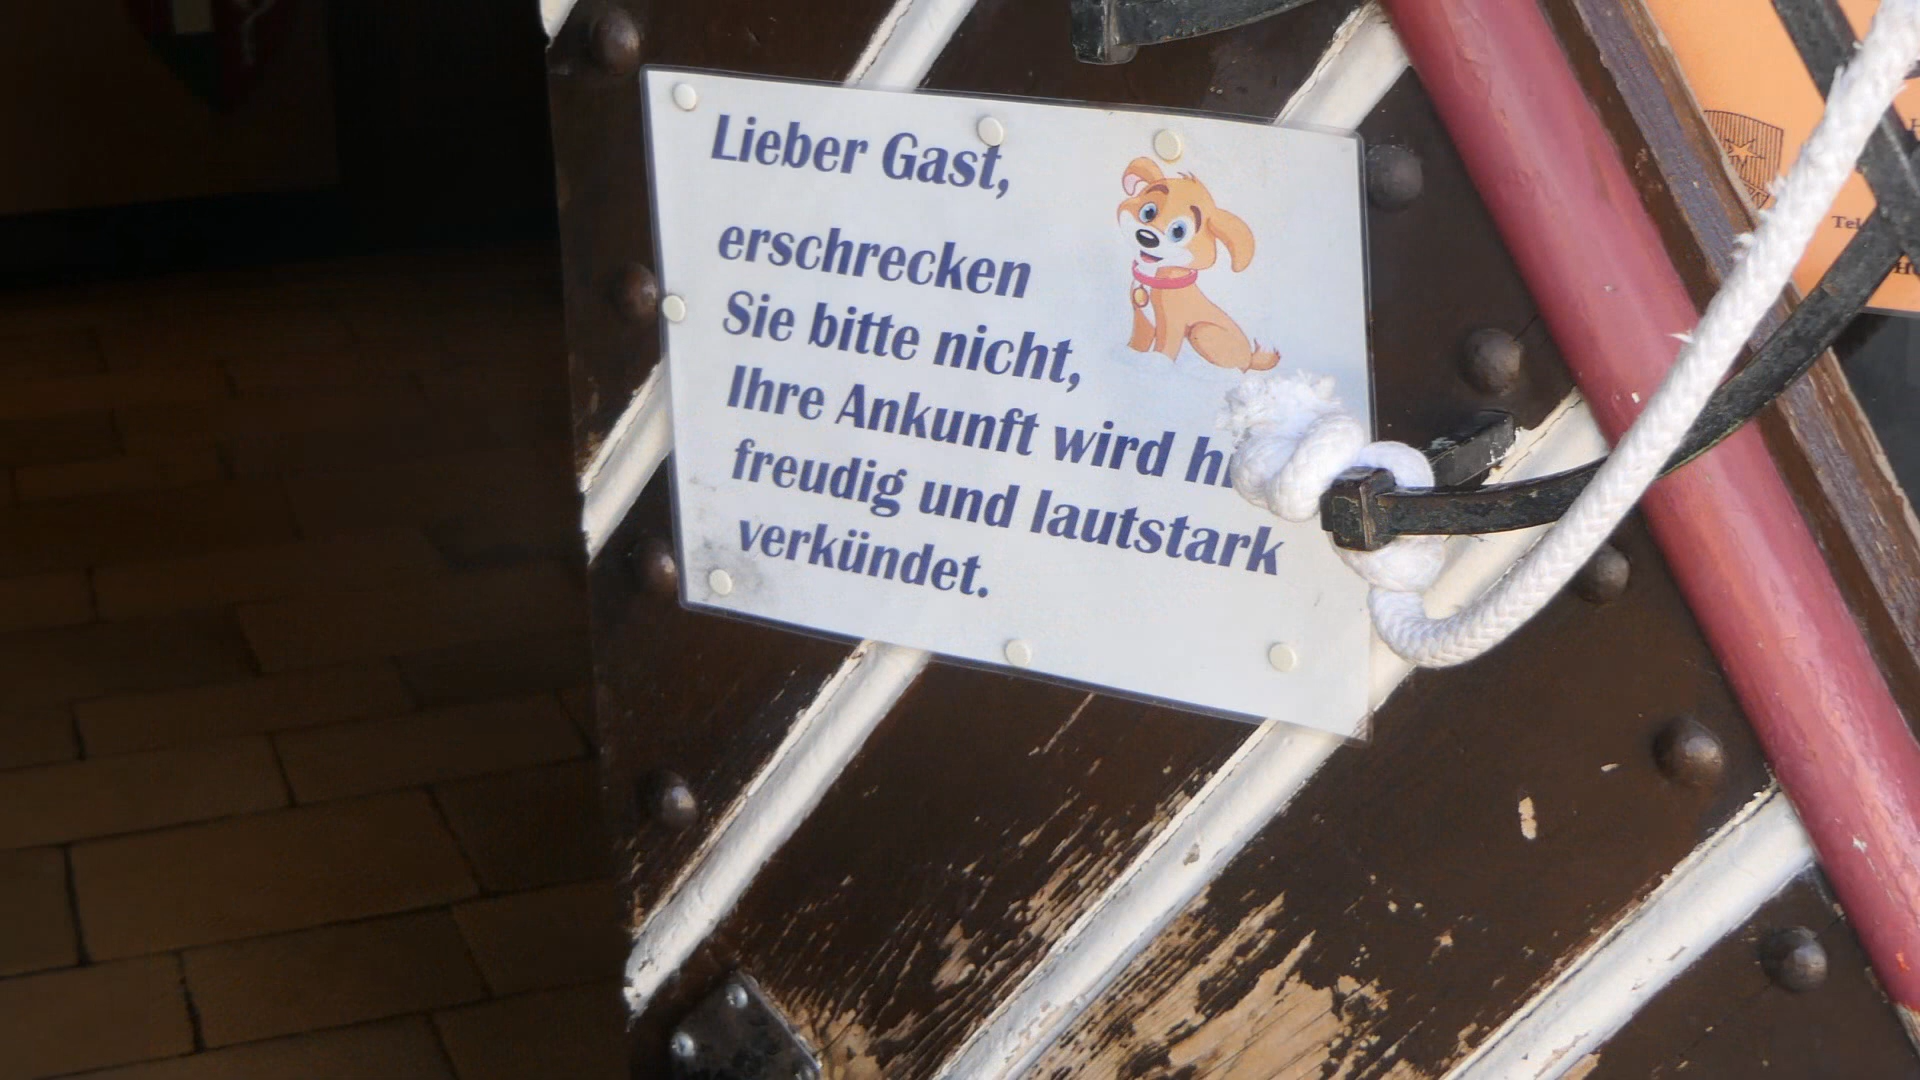 Lieber Gast,
erschrecken
Sie bitte nicht,
Ihre Ankunft wird
freudig und lautstark
verkündet.